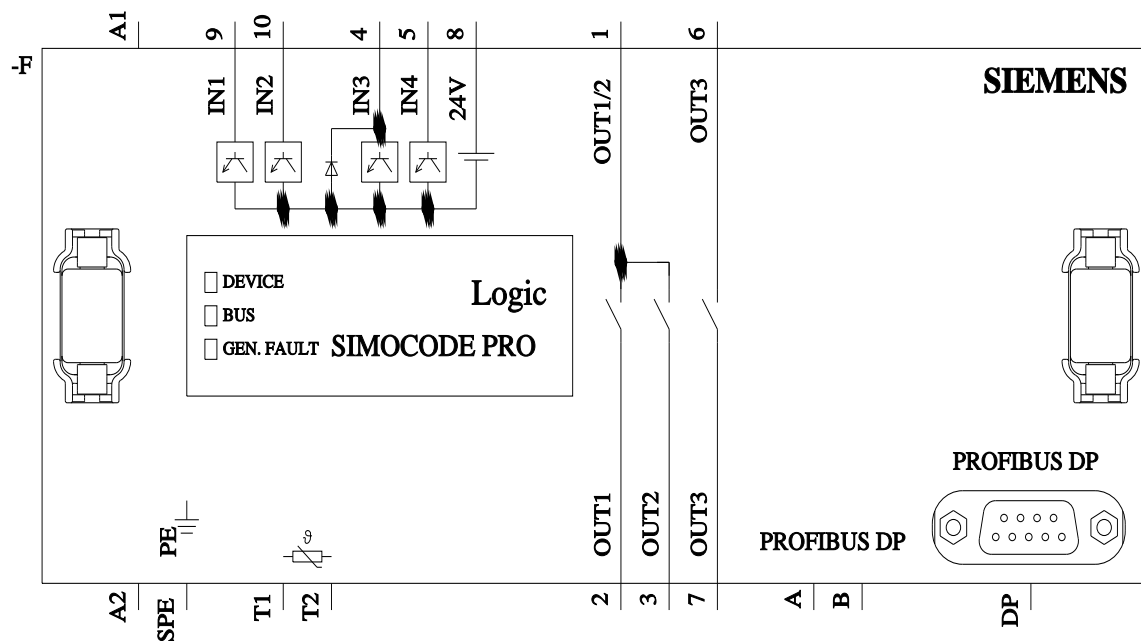 A1
9
10
4
5
8
1
6
-F
IN1
IN2
IN3
IN4
24V
OUT1/2
OUT3
SIEMENS
DEVICE
BUS
GEN. FAULT
Logic
SIMOCODE PRO
PROFIBUS DP
PE
ϑ
OUT1
OUT2
OUT3
PROFIBUS DP
A2
SPE
T1
T2
2
3
7
A
B
DP